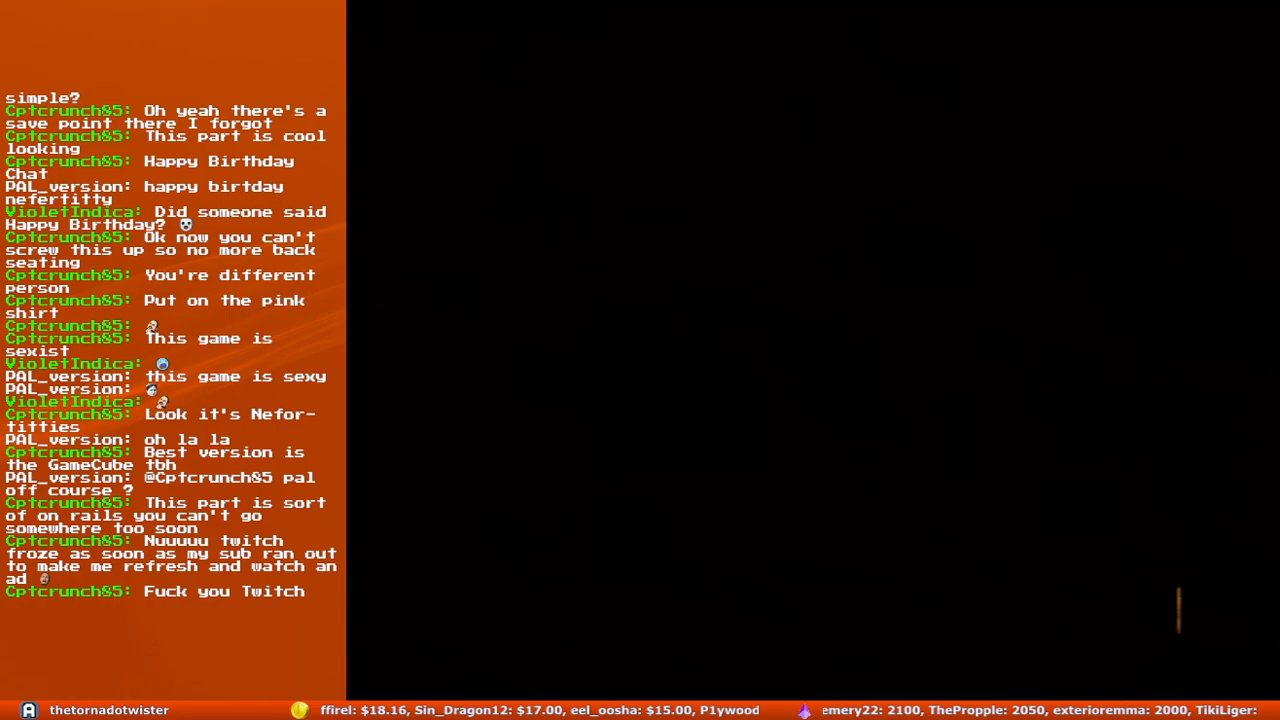 simple?
Cptcrunch85: Oh yeah there's a
save point there I forgot
Cptcrunch85: This part is cool
looking
Cptcrunch85: Happy Birthday
Chat
PAL_version: happy birtday
nefertitty
VioletIndica: Did someone said
Happy Birthday?
Cptcrunch85: Ok now you can't
screw this up so no more back
seating
Cptcrunch85: You're different
person
Cptcrunch85: Put on the pink
shirt
Cptcrunch85:
Cptcrunch85: This game is
sexist
VioletIndica:
PAL_version: this game is sexy
PAL_version:
VioletIndica:
Cptcrunch85: Look it's Nefor-
titties
PAL_version: oh la la
Cptcrunch85: Best version is
the GameCube tbh
PAL_version: @Cptcrunch85 pal
off course ?
Cptcrunch85: This part is sort
of on rails you can't go
somewhere too soon
Cptcrunch85: Nuuuuu twitch
froze as soon as my sub ran out
to make me refresh and watch an
ad
Cptcrunch85: Fuck you Twitch
A thetornadotwister ffirel: $18.16, Sin_Dragon12: $17.00, eel_oosha: $15.00, P1ywood emery22: 2100, ThePropple: 2050, exterioremma: 2000, TikiLiger: